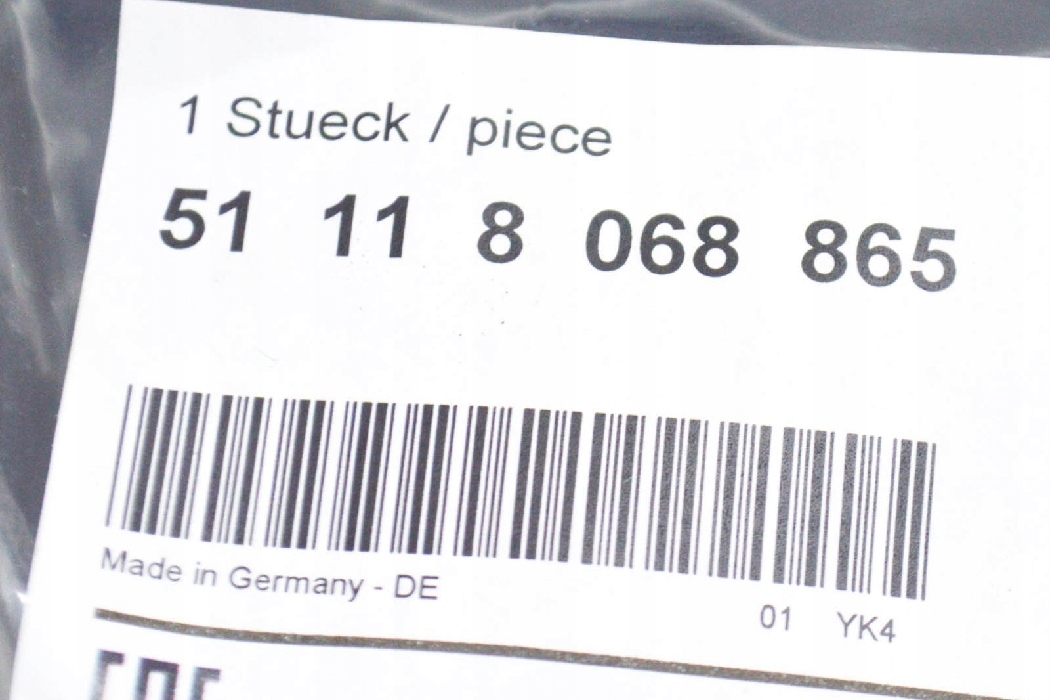 1 Stueck / piece
51 11 8 068 865
Made in Germany - DE
01 YK4